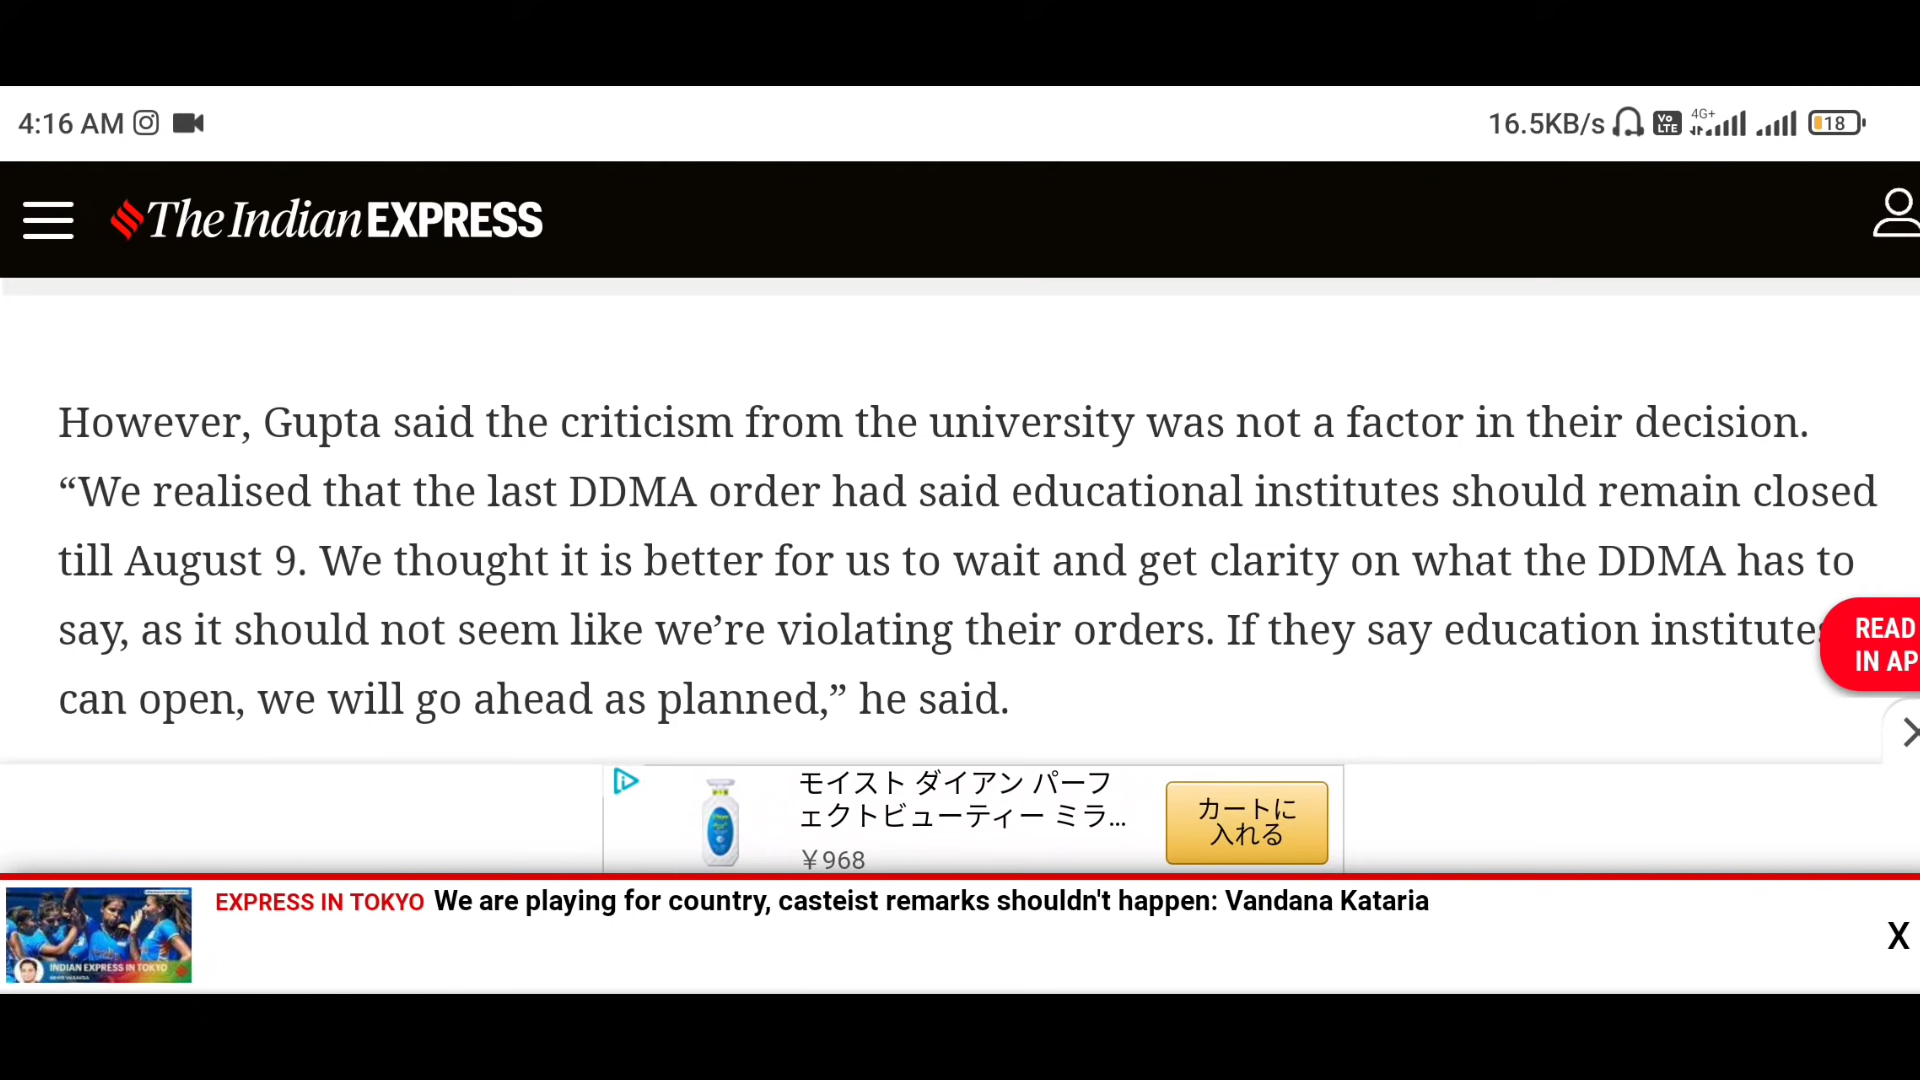 4:16 AM
16.5KB/s Vo LTE 4G+ 18
The Indian EXPRESS
However, Gupta said the criticism from the university was not a factor in their decision.
“We realised that the last DDMA order had said educational institutes should remain closed
till August 9. We thought it is better for us to wait and get clarity on what the DDMA has to
say, as it should not seem like we’re violating their orders. If they say education institutes
can open, we will go ahead as planned,” he said.
READ
IN AP
モイスト ダイアン パーフ
ェクトビューティー ミラ...
￥968
カートに
入れる
EXPRESS IN TOKYO We are playing for country, casteist remarks shouldn't happen: Vandana Kataria
X
INDIAN EXPRESS IN TOKYO